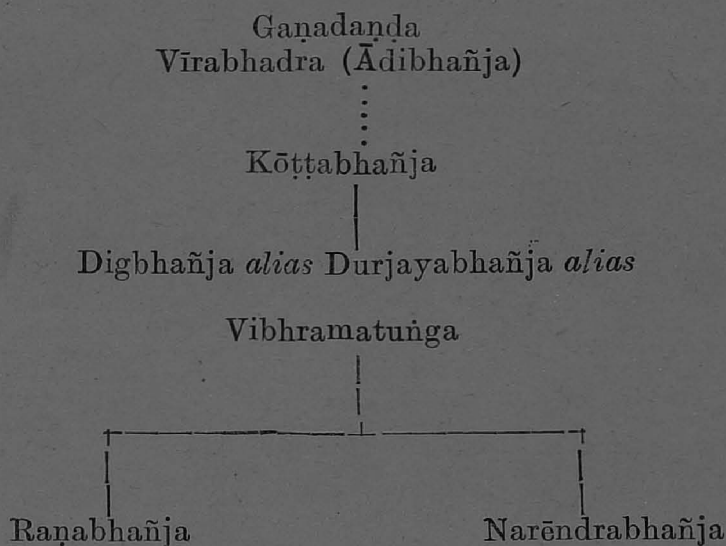 Gaṇadaṇḍa
Vīrabhadra (Ādibhañja)
Kōṭṭabhañja
Digbhañja alias Durjayabhañja alias
Vibhramatuṅga
Raṇabhañja Narēndrabhañja